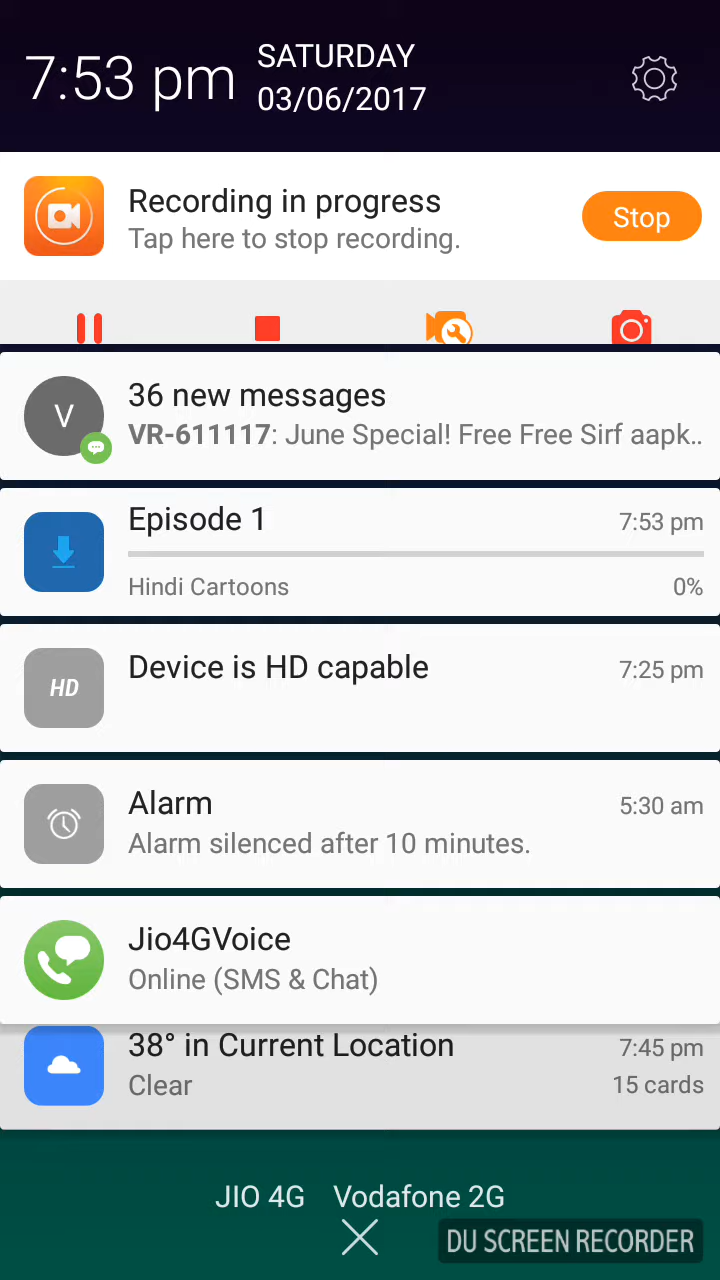 7:53 pm
SATURDAY
03/06/2017
Recording in progress
Tap here to stop recording.
Stop
V
36 new messages
VR-611117: June Special! Free Free Sirf aapk..
Episode 1
7:53 pm
Hindi Cartoons
0%
HD
Device is HD capable
7:25 pm
Alarm
5:30 am
Alarm silenced after 10 minutes.
Jio4GVoice
Online (SMS & Chat)
38° in Current Location
7:45 pm
Clear
15 cards
JIO 4G Vodafone 2G
DU SCREEN RECORDER